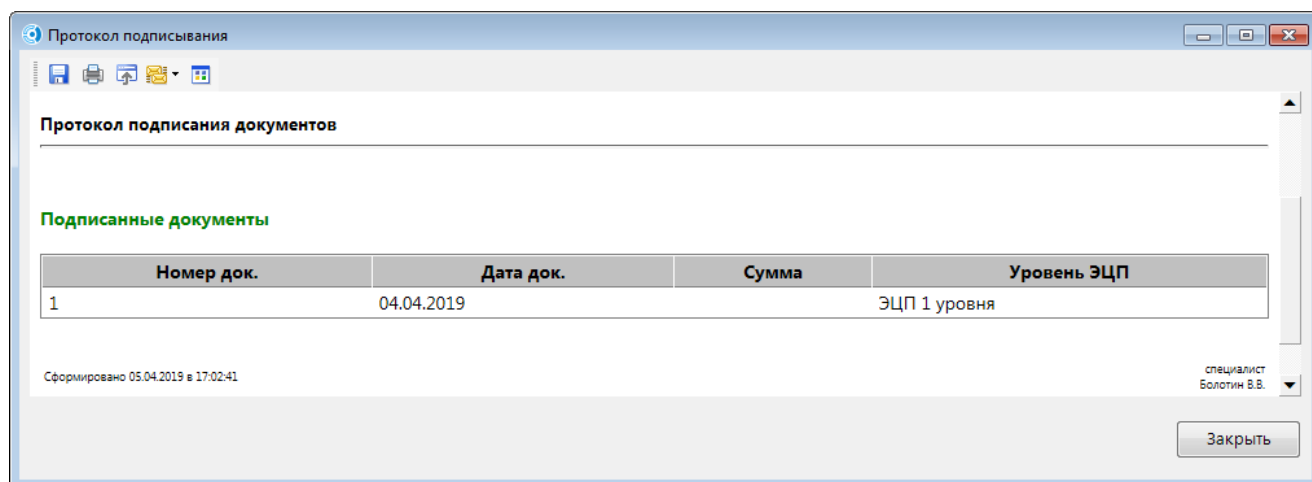 Протокол подписывания
Протокол подписания документов
Подписанные документы
Номер док. Дата док. Сумма Уровень ЭЦП
1 04.04.2019 ЭЦП 1 уровня
Сформировано 05.04.2019 в 17:02:41
специалист
Болотин В.В.
Закрыть